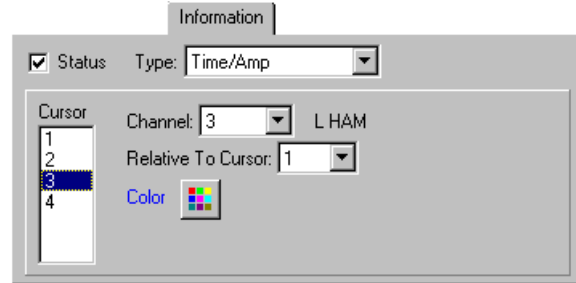 Information
Status Type: Time/Amp
Cursor
Channel: 3 L HAM
1
2
Relative To Cursor: 1
3
4
Color